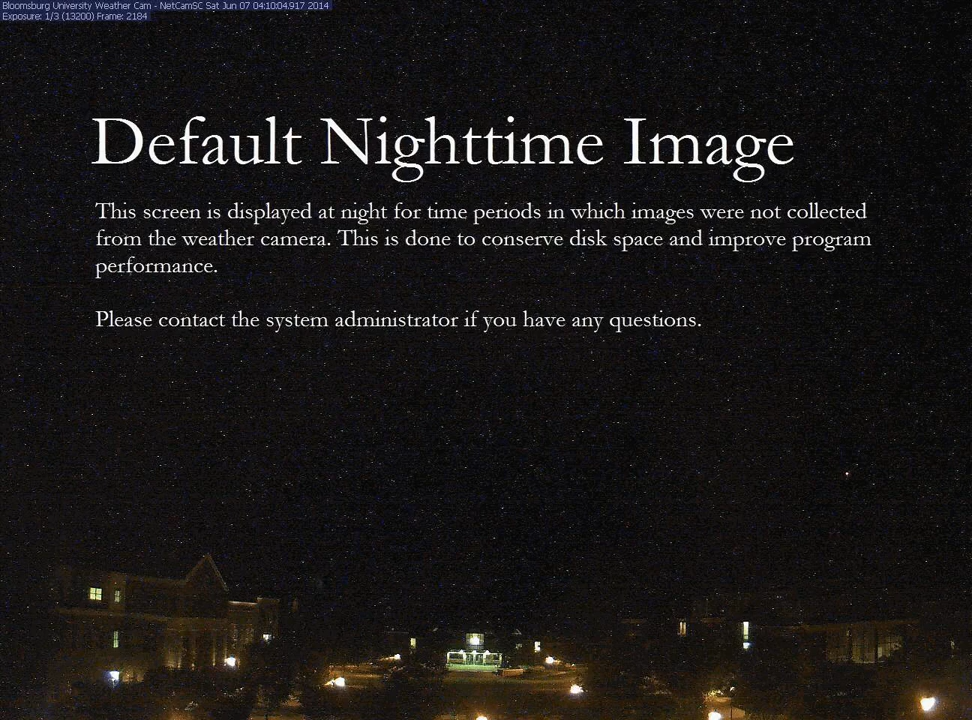 Bloomsburg University Weather Cam - NetCamSC Sat Jun 07 04:10:04.917 2014
Exposure: 1/3 (13200) Frame: 2184
Default Nighttime Image
This screen is displayed at night for time periods in which images were not collected
from the weather camera. This is done to conserve disk space and improve program
performance.
Please contact the system administrator if you have any questions.